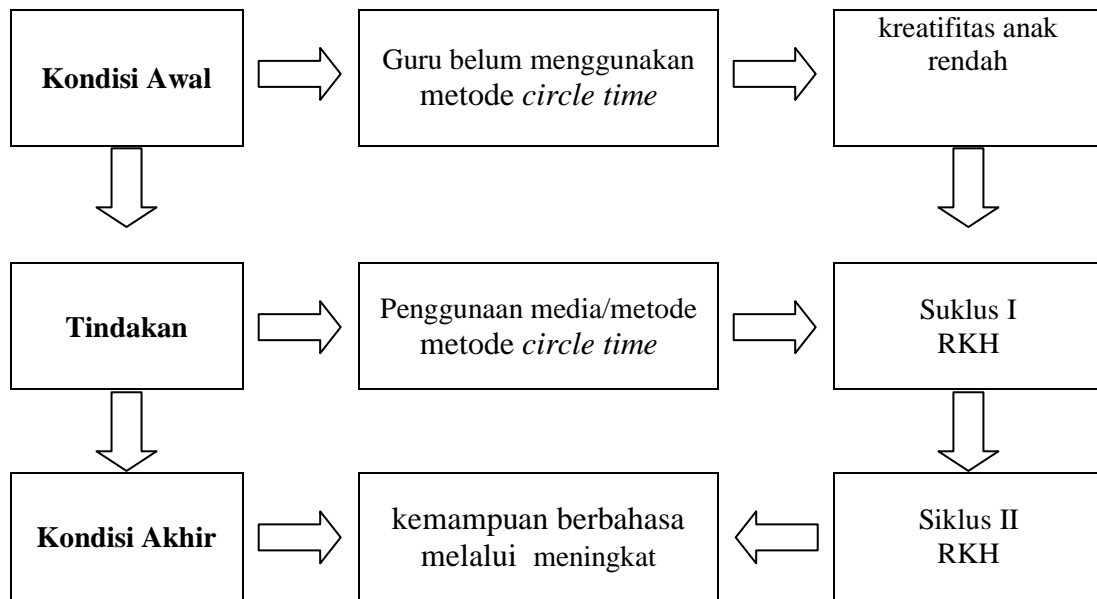 Kondisi Awal
Guru belum menggunakan
metode circle time
kreatifitas anak
rendah
Tindakan
Penggunaan media/metode
metode circle time
Suklus I
RKH
Kondisi Akhir
kemampuan berbahasa
melalui meningkat
Siklus II
RKH